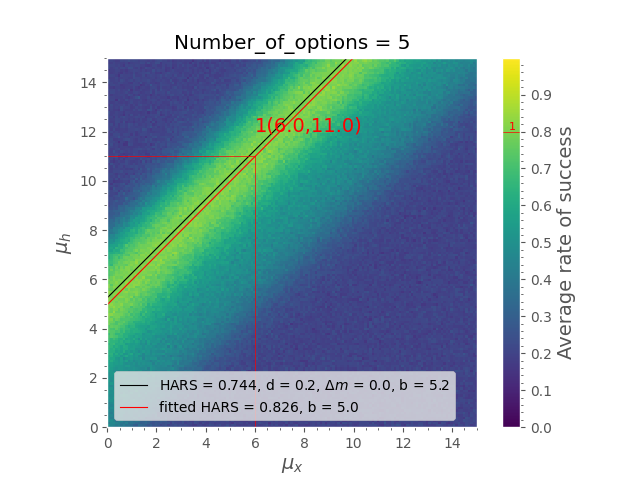 Number_of_options = 5
14
12
10
8
6
4
2
0
μh
1(6.0,11.0)
HARS = 0.744, d = 0.2, Δm = 0.0, b = 5.2
fitted HARS = 0.826, b = 5.0
0 2 4 6 8 10 12 14
μx
0.9
0.8
0.7
0.6
0.5
0.4
0.3
0.2
0.1
0.0
1
Average rate of success